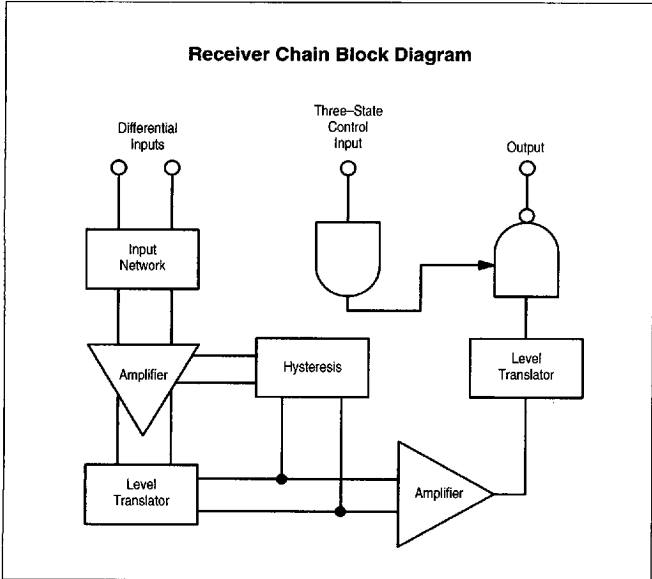 Receiver Chain Block Diagram
Differential
Inputs
Three–State
Control
Input
Output
Input
Network
Amplifier
Hysteresis
Level
Translator
Level
Translator
Amplifier